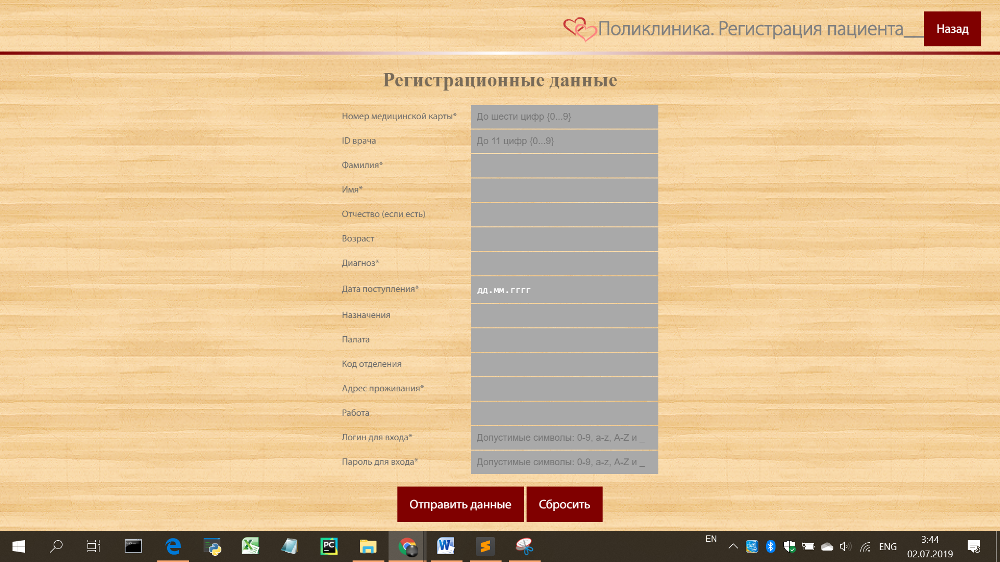 Поликлиника. Регистрация пациента__
Назад
Регистрационные данные
Номер медицинской карты* До шести цифр {0...9}
ID врача До 11 цифр {0...9}
Фамилия*
Имя*
Отчество (если есть)
Возраст
Диагноз*
Дата поступления* дд.мм.гггг
Назначения
Палата
Код отделения
Адрес проживания*
Работа
Логин для входа* Допустимые символы: 0-9, a-z, A-Z и _
Пароль для входа* Допустимые символы: 0-9, a-z, A-Z и _
Отправить данные Сбросить
EN
ENG
3:44
02.07.2019